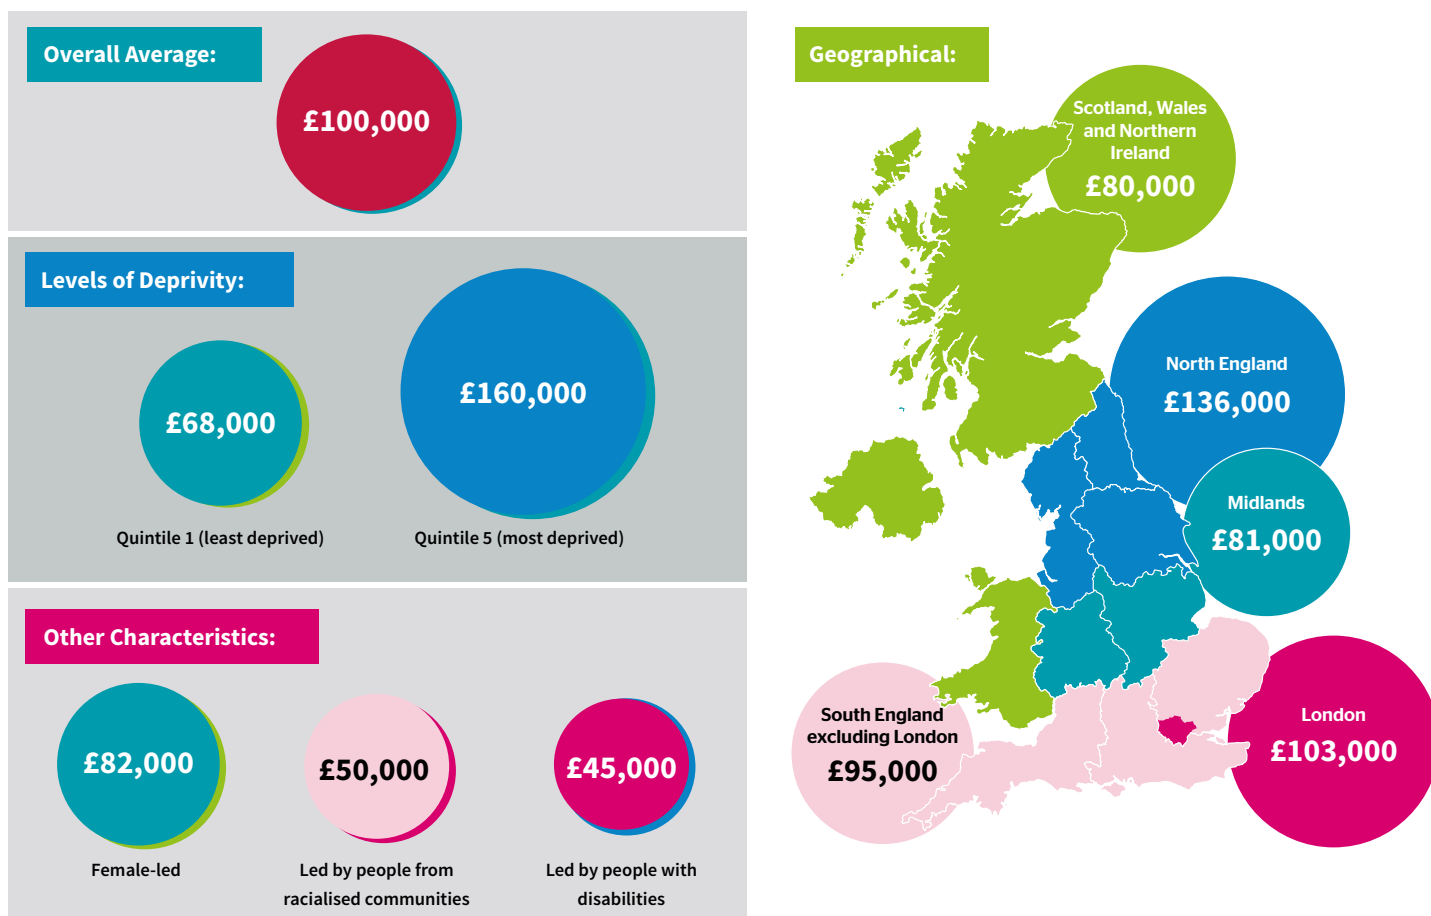 Overall Average:
£100,000
Levels of Deprivity:
£68,000
Quintile 1 (least deprived)
£160,000
Quintile 5 (most deprived)
Other Characteristics:
£82,000
Female-led
£50,000
Led by people from
racialised communities
£45,000
Led by people with
disabilities
Geographical:
Scotland, Wales
and Northern
Ireland
£80,000
North England
£136,000
Midlands
£81,000
South England
excluding London
£95,000
London
£103,000